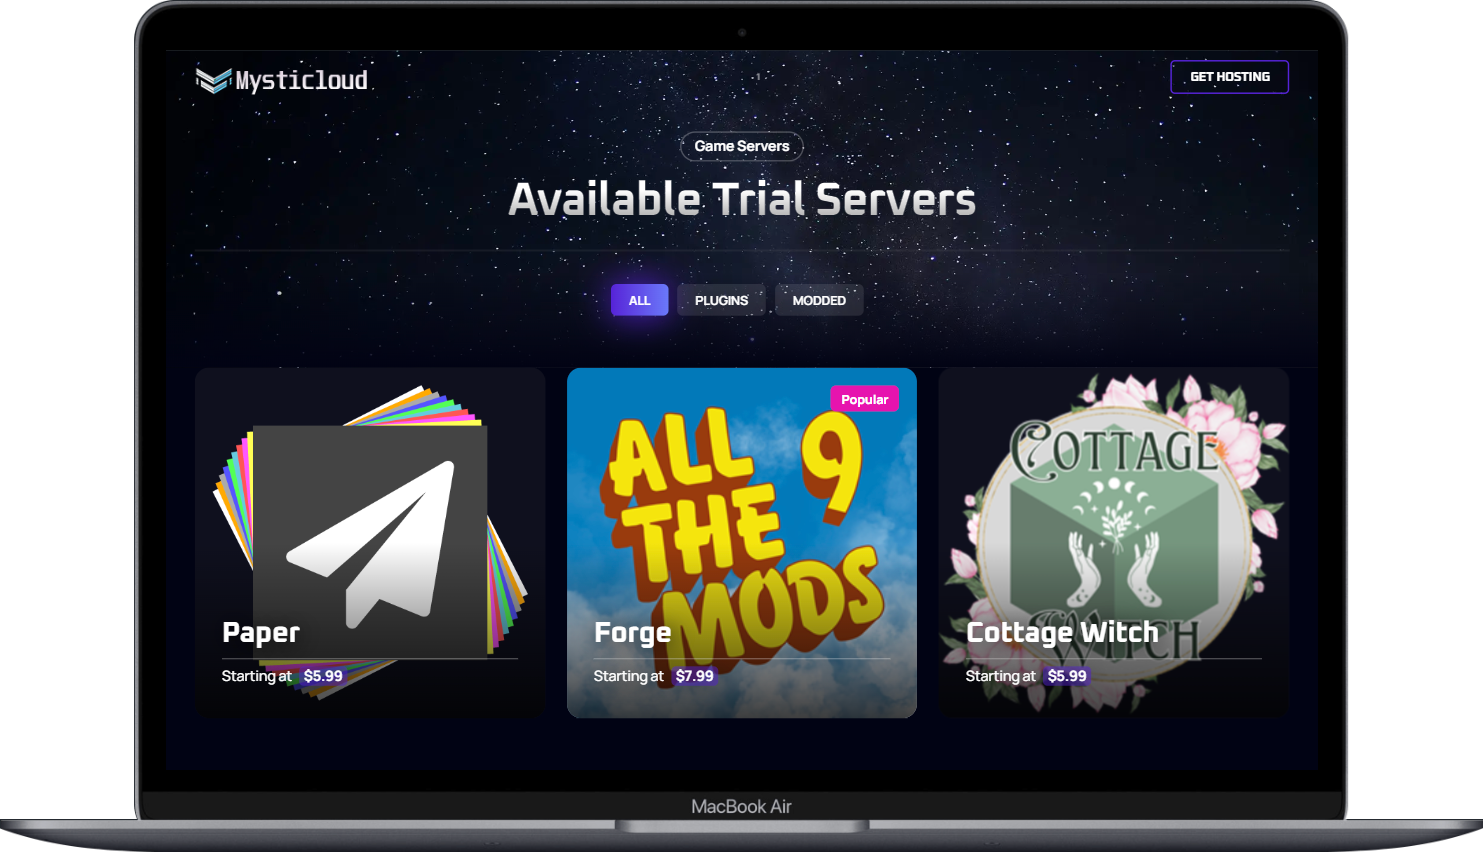 Mysticloud
GET HOSTING
Game Servers
Available Trial Servers
ALL
PLUGINS
MODDED
Popular
ALL
THE
MODS
9
COTTAGE
WITCH
Paper
Starting at $5.99
Forge
Starting at $7.99
Cottage Witch
Starting at $5.99
MacBook Air